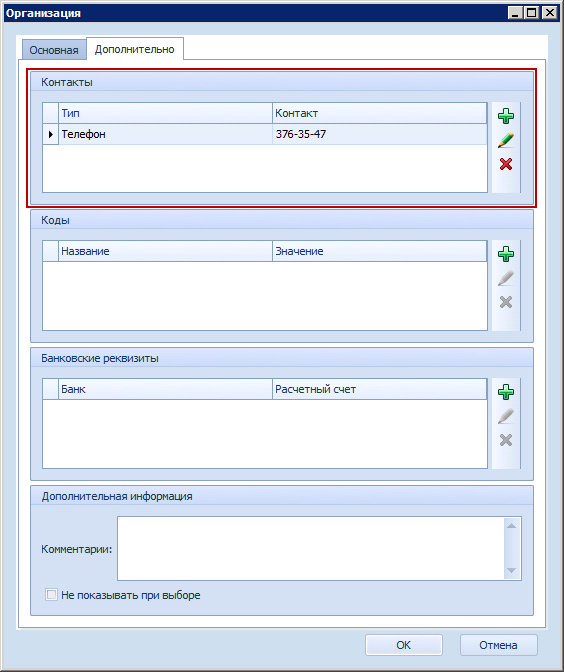 Организация
Основная
Дополнительно
Контакты
Тип Контакт
Телефон 376-35-47
Коды
Название Значение
Банковские реквизиты
Банк Расчетный счет
Дополнительная информация
Комментарии:
Не показывать при выборе
OK Отмена